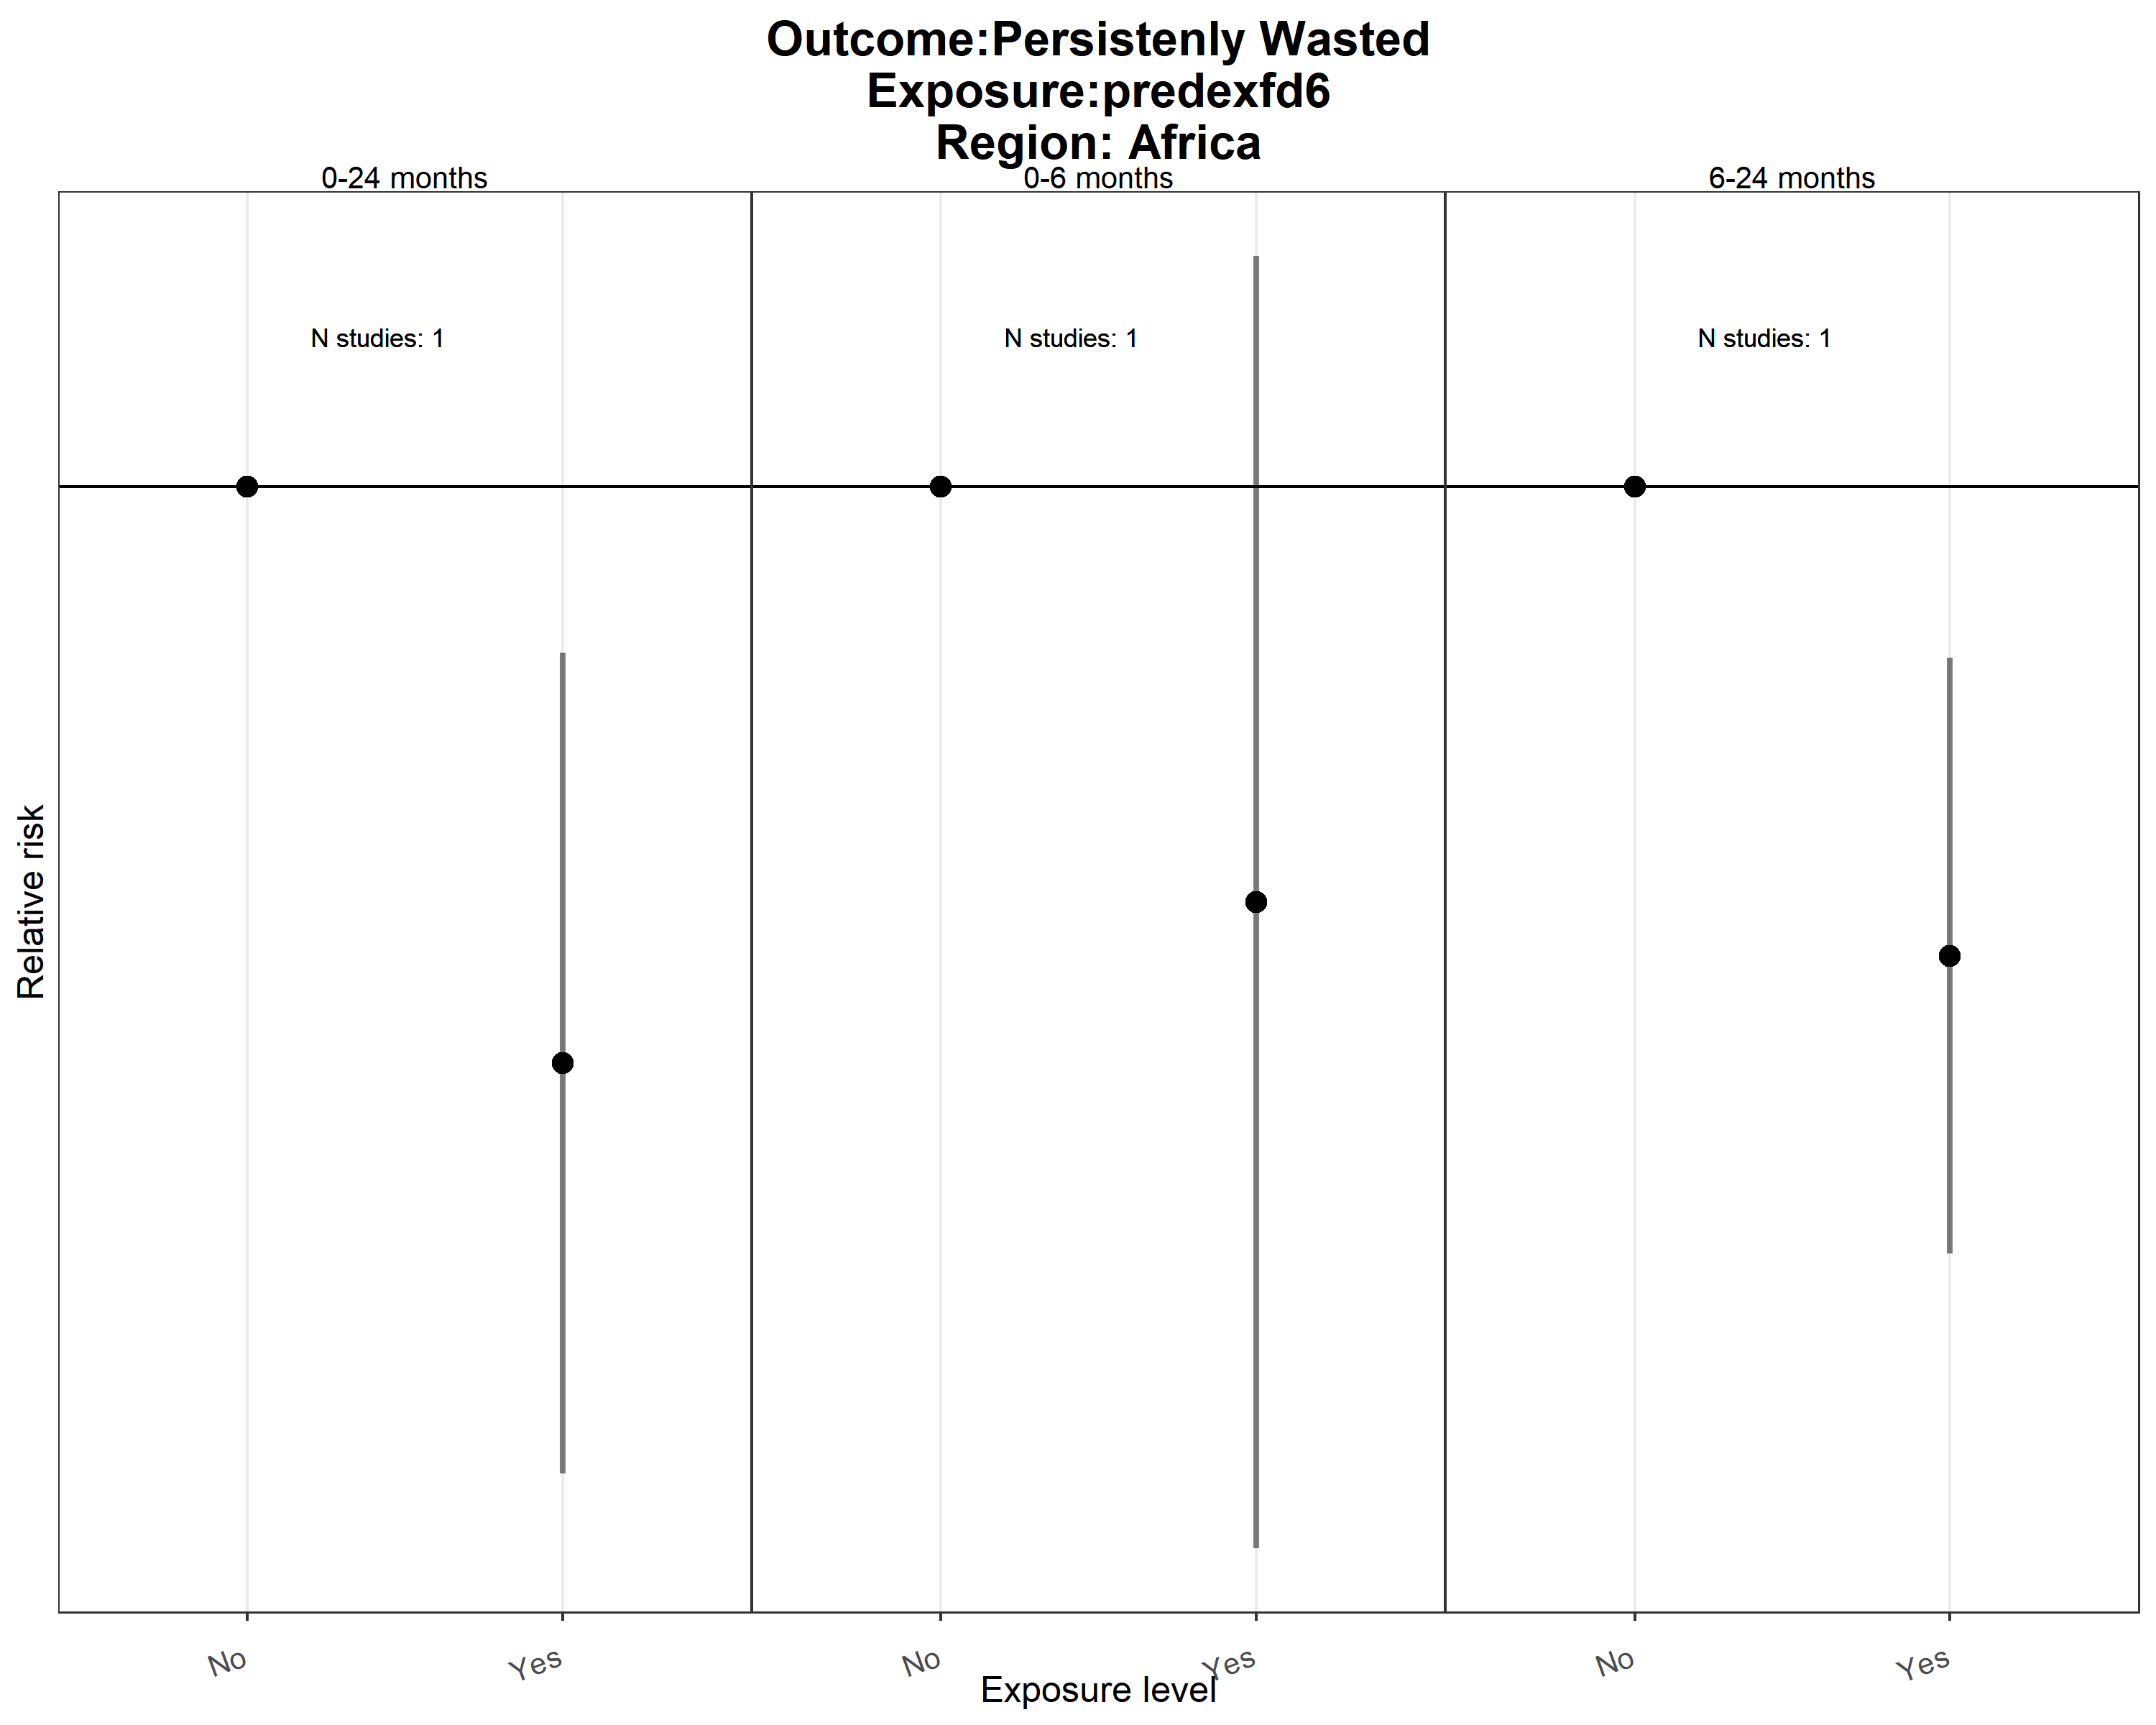 Outcome:Persistenly Wasted
Exposure:predexfd6
Region: Africa
0-24 months
0-6 months
6-24 months
N studies: 1
N studies: 1
N studies: 1
Relative risk
No
Yes
No
Yes
No
Yes
Exposure level